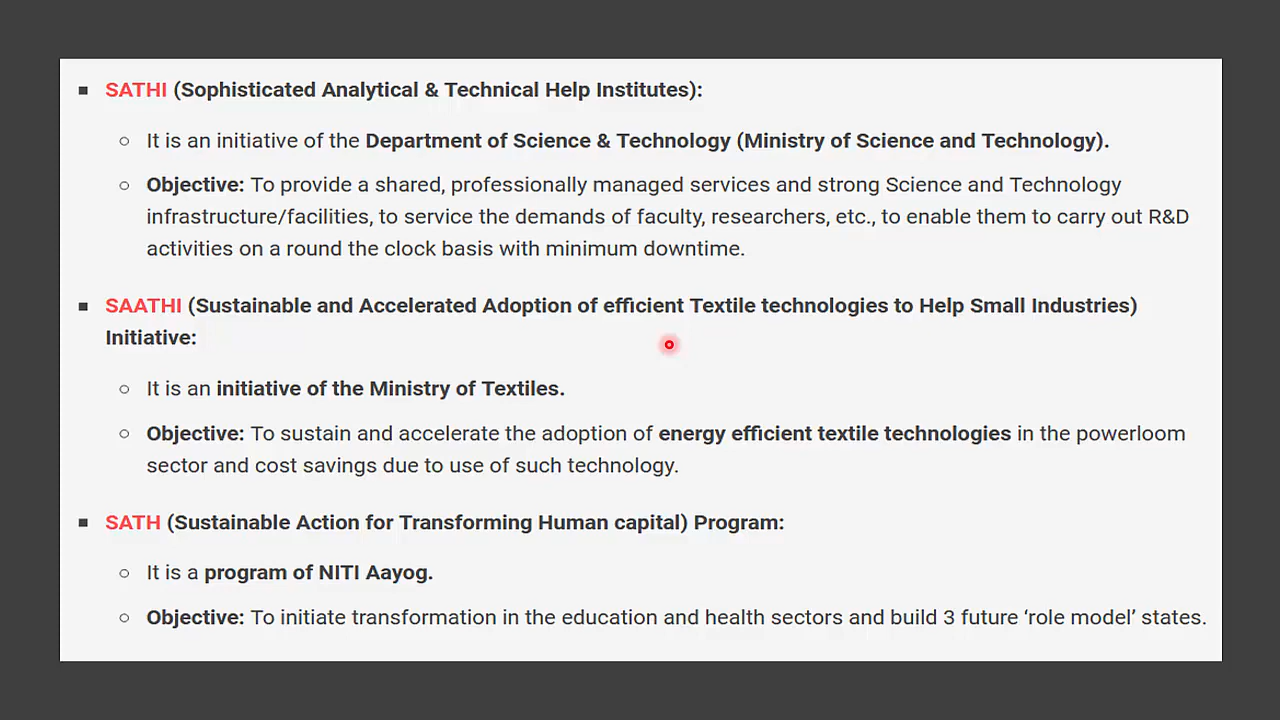 ▪ SATHI (Sophisticated Analytical & Technical Help Institutes):
○ It is an initiative of the Department of Science & Technology (Ministry of Science and Technology).
○ Objective: To provide a shared, professionally managed services and strong Science and Technology
infrastructure/facilities, to service the demands of faculty, researchers, etc., to enable them to carry out R&D
activities on a round the clock basis with minimum downtime.
▪ SAATHI (Sustainable and Accelerated Adoption of efficient Textile technologies to Help Small Industries)
Initiative:
○ It is an initiative of the Ministry of Textiles.
○ Objective: To sustain and accelerate the adoption of energy efficient textile technologies in the powerloom
sector and cost savings due to use of such technology.
▪ SATH (Sustainable Action for Transforming Human capital) Program:
○ It is a program of NITI Aayog.
○ Objective: To initiate transformation in the education and health sectors and build 3 future ‘role model’ states.